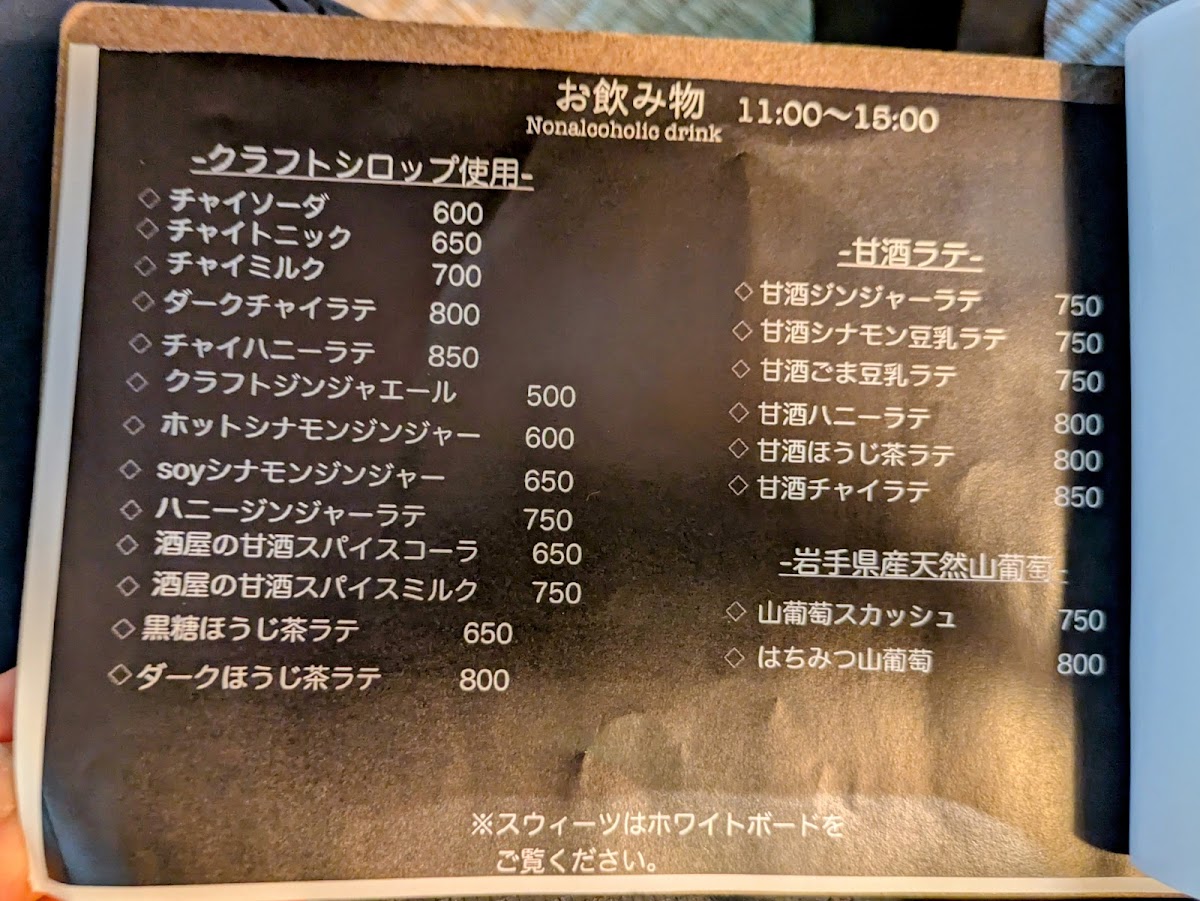 お飲み物 11:00～15:00
Nonalcoholic drink
-クラフトシロップ使用-
◇チャイソーダ 600
◇チャイトニック 650
◇チャイミルク 700
◇ダークチャイラテ 800
◇チャイハニーラテ 850
◇クラフトジンジャエール 500
◇ホットシナモンジンジャー 600
◇soyシナモンジンジャー 650
◇ハニージンジャーラテ 750
◇酒屋の甘酒スパイスコーラ 650
◇酒屋の甘酒スパイスミルク 750
◇黒糖ほうじ茶ラテ 650
◇ダークほうじ茶ラテ 800
-甘酒ラテ-
◇甘酒ジンジャーラテ 750
◇甘酒シナモン豆乳ラテ 750
◇甘酒ごま豆乳ラテ 750
◇甘酒ハニーラテ 800
◇甘酒ほうじ茶ラテ 800
◇甘酒チャイラテ 850
-岩手県産天然山葡萄-
◇山葡萄スカッシュ 750
◇はちみつ山葡萄 800
※スウィーツはホワイトボードを
ご覧ください。